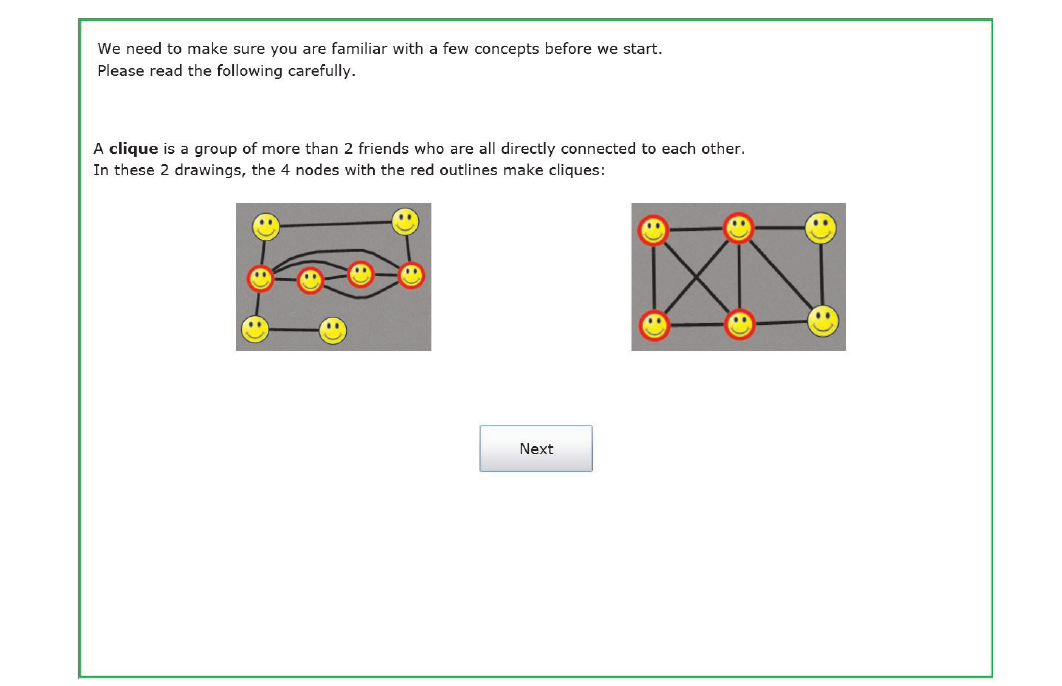 We need to make sure you are familiar with a few concepts before we start.
Please read the following carefully.
A clique is a group of more than 2 friends who are all directly connected to each other.
In these 2 drawings, the 4 nodes with the red outlines make cliques:
Next